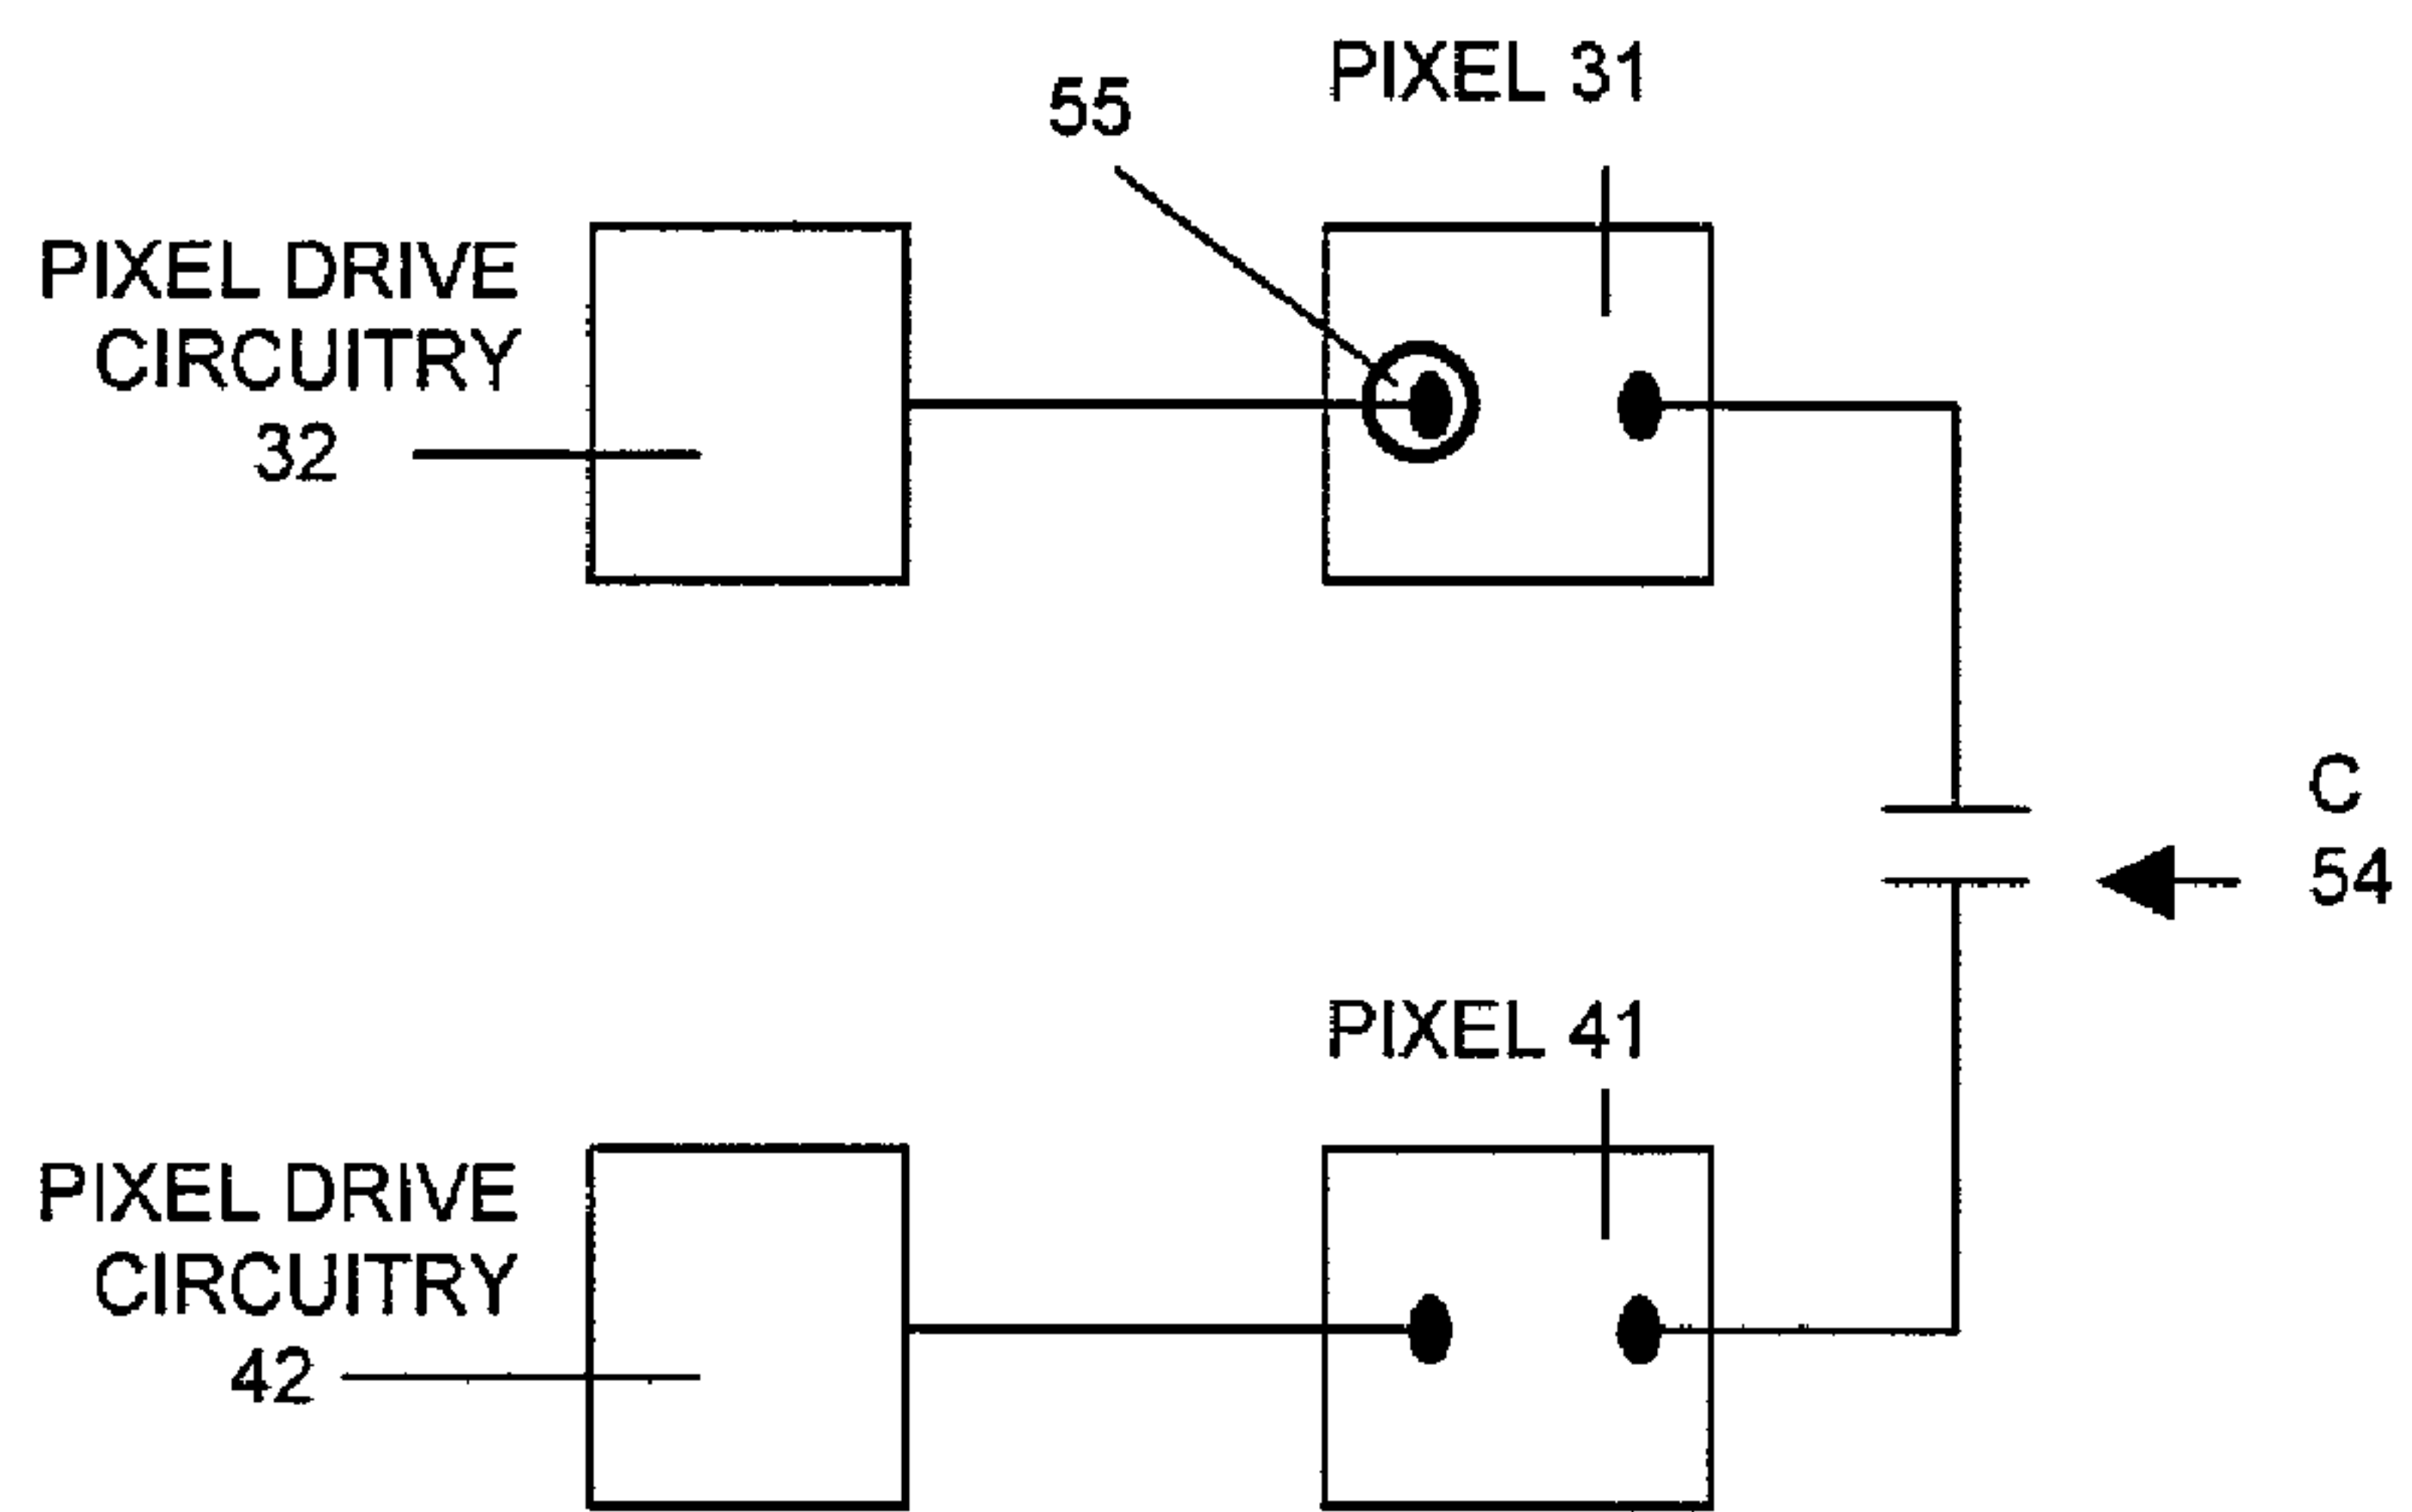 55
PIXEL 31
PIXEL DRIVE
CIRCUITRY
32
C
54
PIXEL 41
PIXEL DRIVE
CIRCUITRY
42